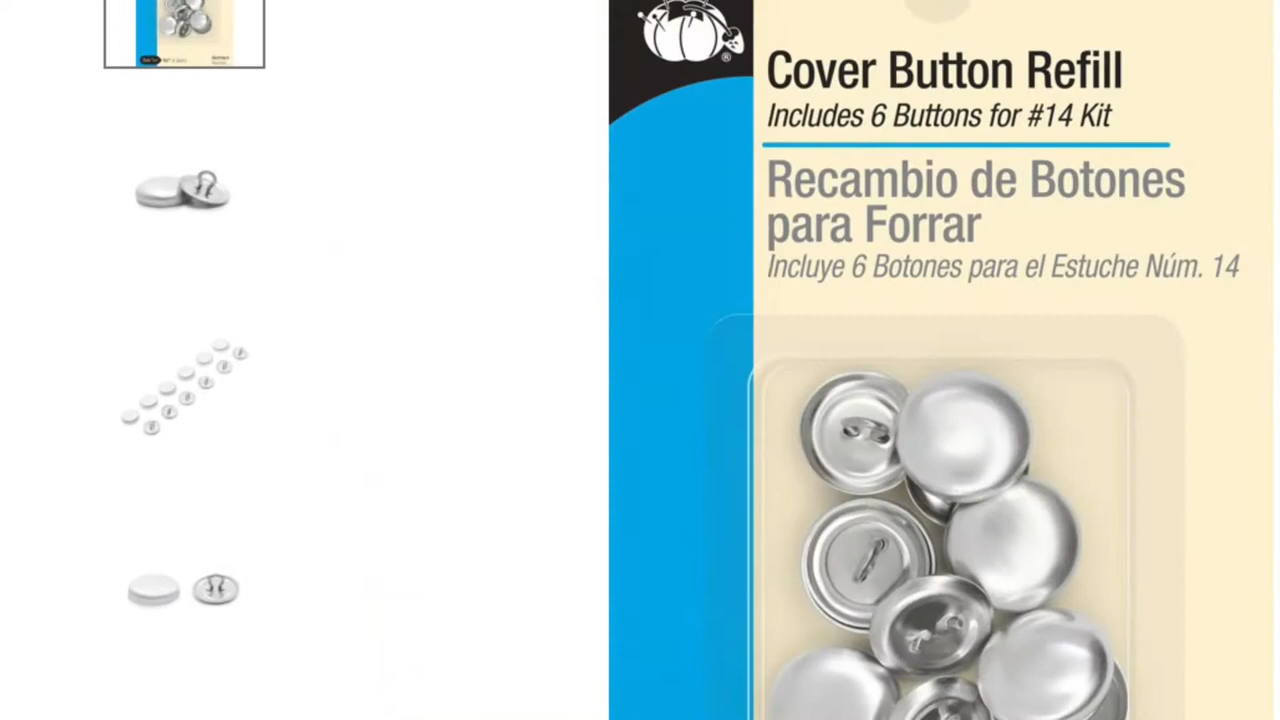 ®
Cover Button Refill
Includes 6 Buttons for #14 Kit
Recambio de Botones
para Forrar
Incluye 6 Botones para el Estuche Núm. 14